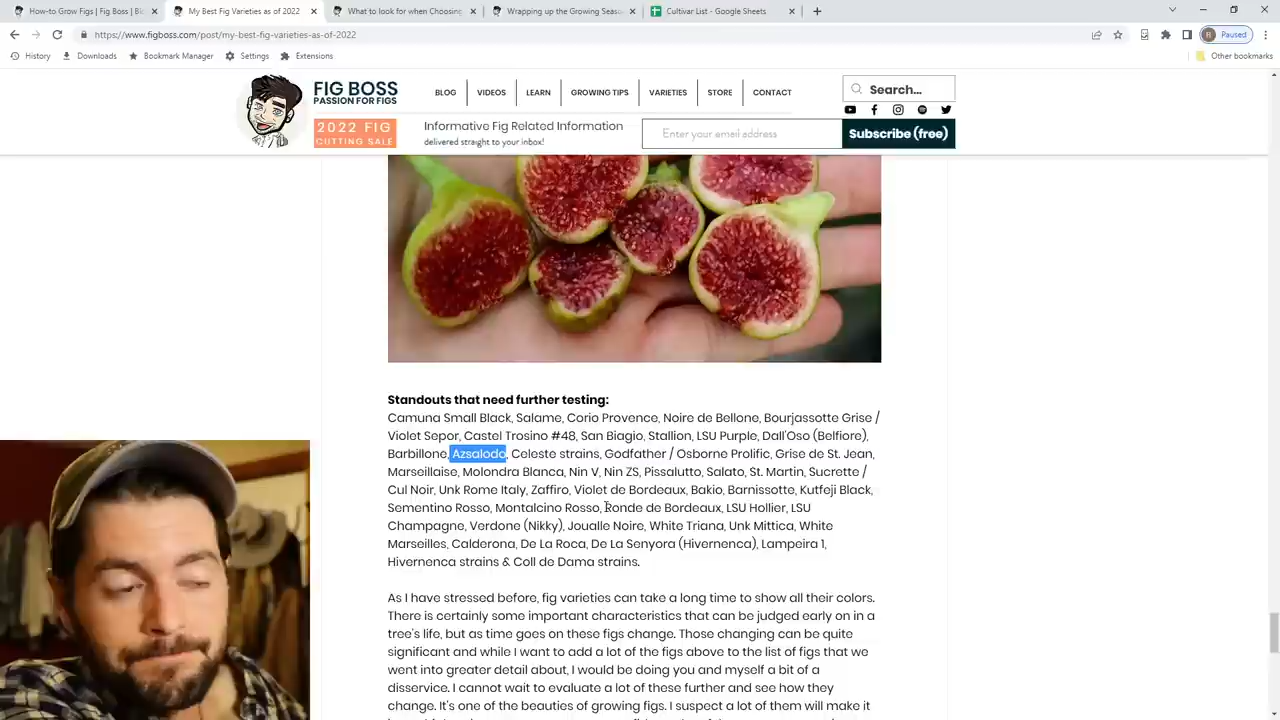 How-to Grow Figs | Fig Boss | Blo
My Best Fig Varieties as of 2022
What to look for when Choosing
Wrapping up the Growing Seaso
Cultivar List - Google Sheets
https://www.figboss.com/post/my-best-fig-varieties-as-of-2022
R Paused
History Downloads Bookmark Manager Settings Extensions Other bookmarks
FIG BOSS
PASSION FOR FIGS
BLOG VIDEOS LEARN GROWING TIPS VARIETIES STORE CONTACT
Search...
2022 FIG
CUTTING SALE
Informative Fig Related Information
delivered straight to your inbox!
Enter your email address
Subscribe (free)
Standouts that need further testing:
Camuna Small Black, Salame, Corio Provence, Noire de Bellone, Bourjassotte Grise /
Violet Sepor, Castel Trosino #48, San Biagio, Stallion, LSU Purple, Dall'Oso (Belfiore),
Barbillone, Azsalodo, Celeste strains, Godfather / Osborne Prolific, Grise de St. Jean,
Marseillaise, Molondra Blanca, Nin V, Nin ZS, Pissalutto, Salato, St. Martin, Sucrette /
Cul Noir, Unk Rome Italy, Zaffiro, Violet de Bordeaux, Bakio, Barnissotte, Kutfeji Black,
Sementino Rosso, Montalcino Rosso, Ronde de Bordeaux, LSU Hollier, LSU
Champagne, Verdone (Nikky), Joualle Noire, White Triana, Unk Mittica, White
Marseilles, Calderona, De La Roca, De La Senyora (Hivernenca), Lampeira 1,
Hivernenca strains & Coll de Dama strains.
As I have stressed before, fig varieties can take a long time to show all their colors.
There is certainly some important characteristics that can be judged early on in a
tree's life, but as time goes on these figs change. Those changing can be quite
significant and while I want to add a lot of the figs above to the list of figs that we
went into greater detail about, I would be doing you and myself a bit of a
disservice. I cannot wait to evaluate a lot of these further and see how they
change. It's one of the beauties of growing figs. I suspect a lot of them will make it